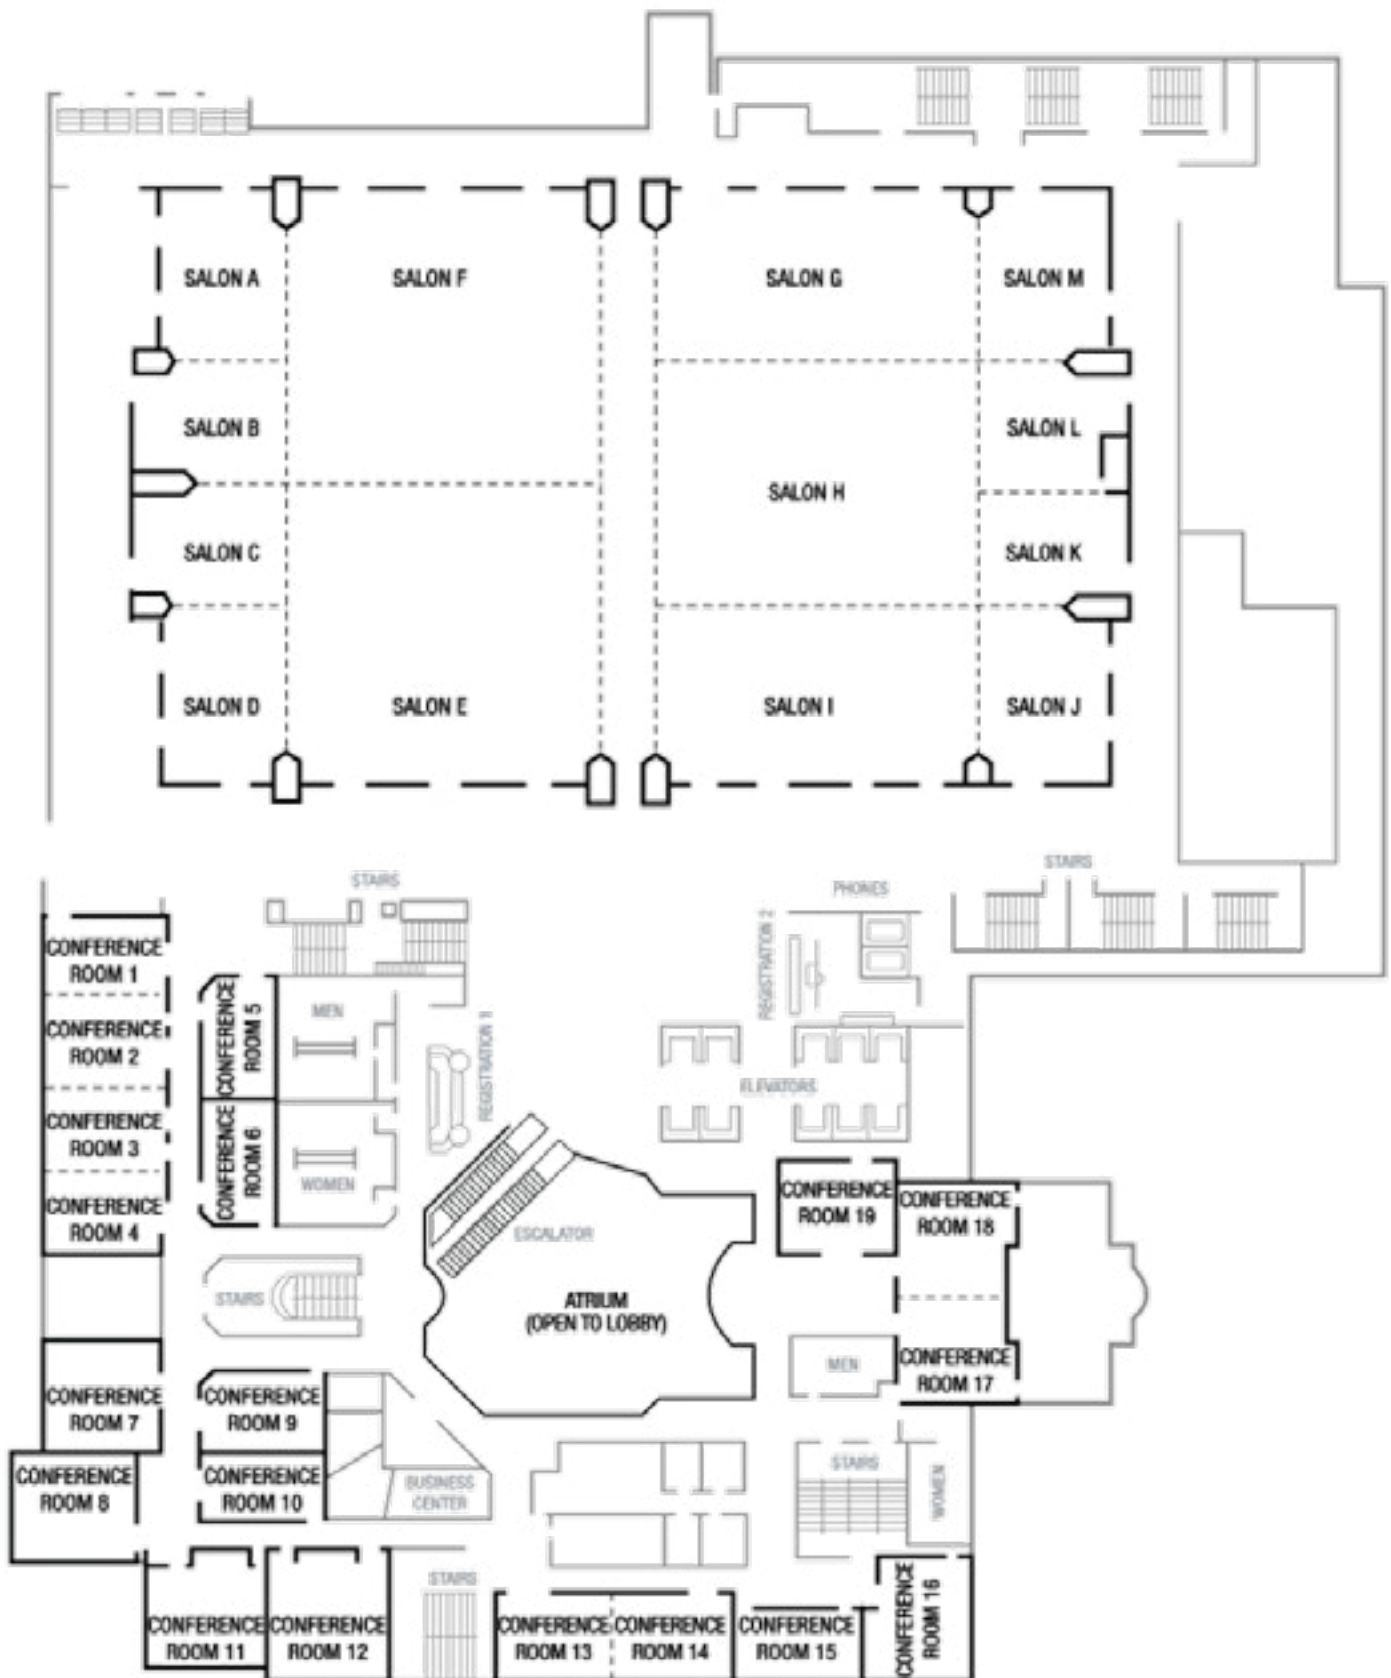 SALON A
SALON F
SALON G
SALON M
SALON B
SALON L
SALON H
SALON C
SALON K
SALON D
SALON E
SALON I
SALON J
STAIRS
STAIRS
PHONES
REGISTRATION 2
CONFERENCE
ROOM 1
CONFERENCE
ROOM 2
CONFERENCE
ROOM 3
CONFERENCE
ROOM 4
CONFERENCE
ROOM 5
CONFERENCE
ROOM 6
MEN
WOMEN
REGISTRATION 1
ELEVATORS
ESCALATOR
STAIRS
ATRIUM
(OPEN TO LOBBY)
CONFERENCE
ROOM 19
CONFERENCE
ROOM 18
MEN
CONFERENCE
ROOM 17
CONFERENCE
ROOM 7
CONFERENCE
ROOM 9
CONFERENCE
ROOM 8
CONFERENCE
ROOM 10
BUSINESS
CENTER
STAIRS
WOMEN
STAIRS
CONFERENCE
ROOM 11
CONFERENCE
ROOM 12
CONFERENCE
ROOM 13
CONFERENCE
ROOM 14
CONFERENCE
ROOM 15
CONFERENCE
ROOM 16